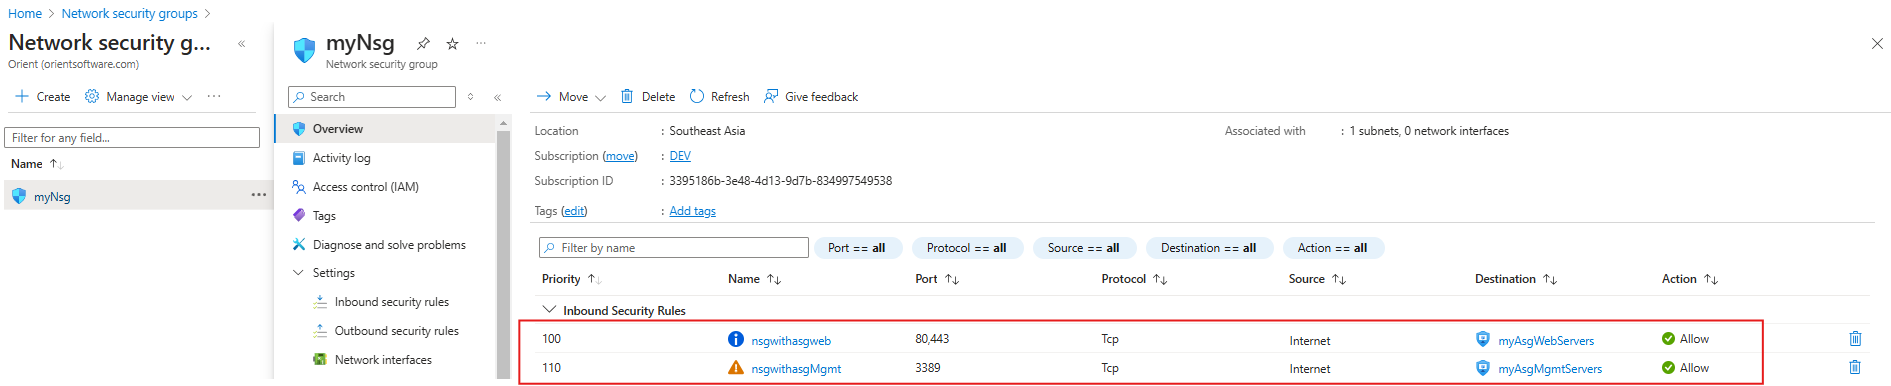 Home > Network security groups >
Network security g...
Orient (orientsoftware.com)
Create Manage view ...
Filter for any field...
Name
myNsg ...
myNsg ...
Network security group
Search
Overview
Activity log
Access control (IAM)
Tags
Diagnose and solve problems
Settings
Inbound security rules
Outbound security rules
Network interfaces
Move Delete Refresh Give feedback
Location : Southeast Asia
Subscription (move) : DEV
Subscription ID : 3395186b-3e48-4d13-9d7b-834997549538
Tags (edit) : Add tags
Associated with : 1 subnets, 0 network interfaces
Filter by name Port == all Protocol == all Source == all Destination == all Action == all
Priority Name Port Protocol Source Destination Action
Inbound Security Rules
100 nsgwithasgweb 80,443 Tcp Internet myAsgWebServers Allow
110 nsgwithasgMgmt 3389 Tcp Internet myAsgMgmtServers Allow